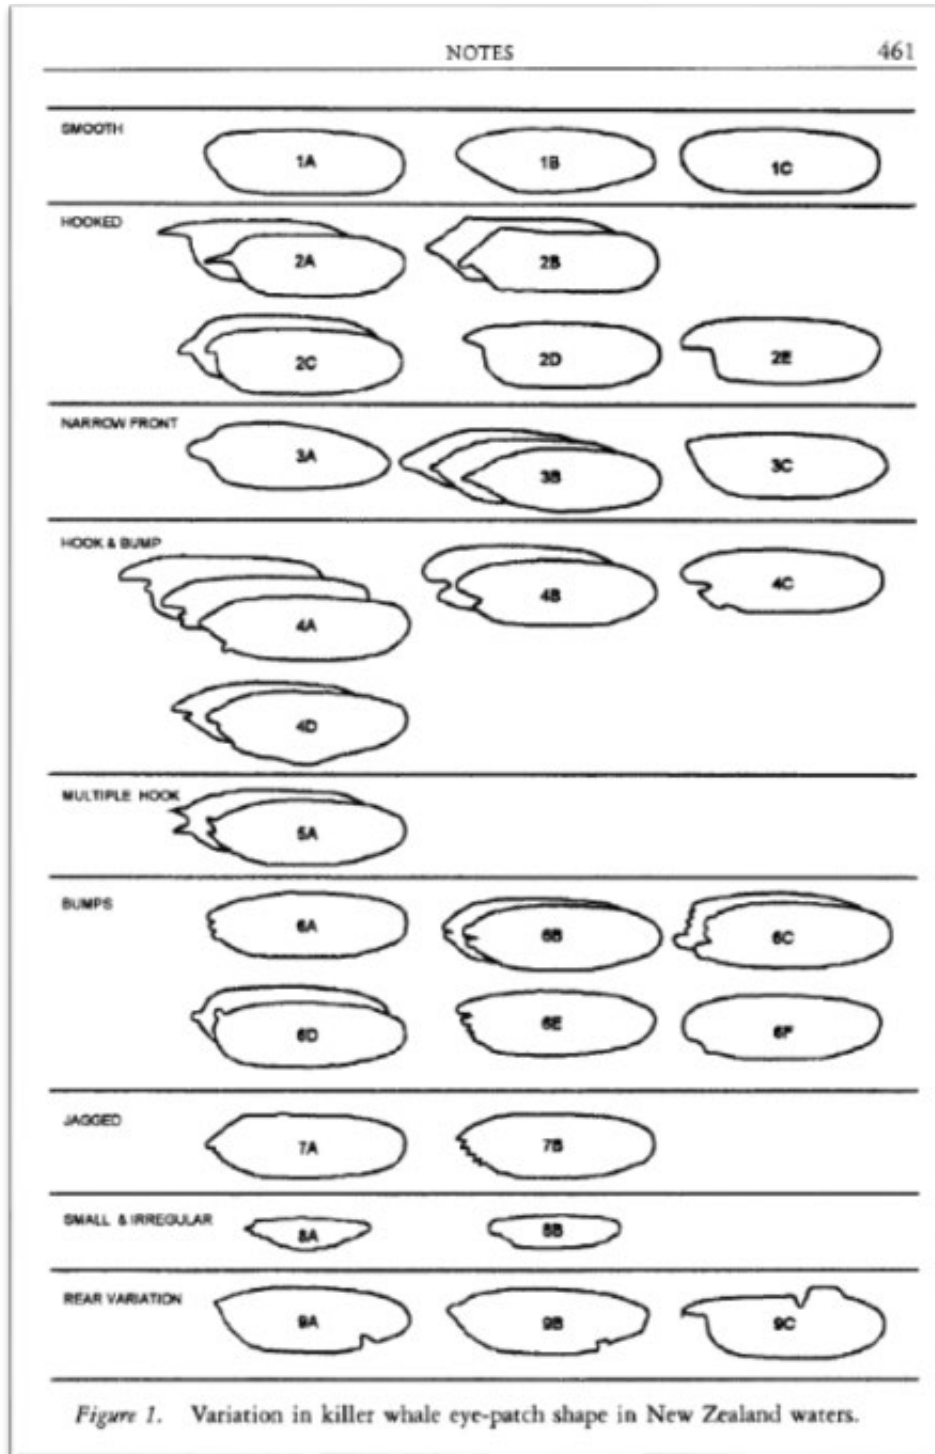 NOTES 461
SMOOTH
1A 1B 1C
HOOKED
2A 2B
2C 2D 2E
NARROW FRONT
3A 3B 3C
HOOK & BUMP
4A 4B 4C
4D
MULTIPLE HOOK
5A
BUMPS
6A 6B 6C
6D 6E 6F
JAGGED
7A 7B
SMALL & IRREGULAR
8A 8B
REAR VARIATION
9A 9B 9C
Figure 1. Variation in killer whale eye-patch shape in New Zealand waters.